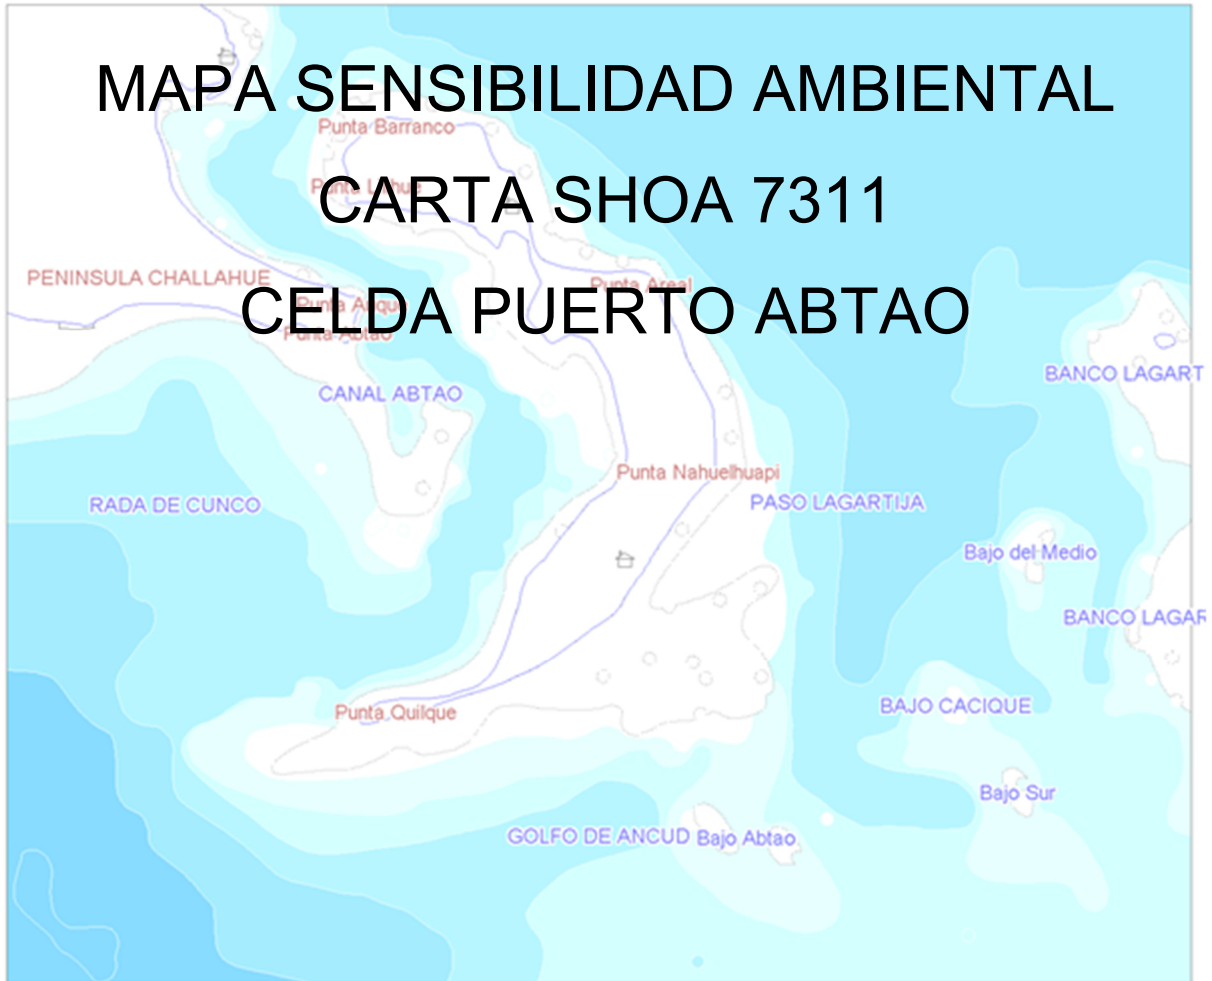 MAPA SENSIBILIDAD AMBIENTAL
Punta Barranco
CARTA SHOA 7311
PENINSULA CHALLAHUE
Punta Areal
CELDA PUERTO ABTAO
Punta Abtao
BANCO LAGART
CANAL ABTAO
Punta Nahuelhuapi
RADA DE CUNCO
PASO LAGARTIJA
Bajo del Medio
BANCO LAGAR
BAJO CACIQUE
Punta Quilque
Bajo Sur
GOLFO DE ANCUD
Bajo Abtao